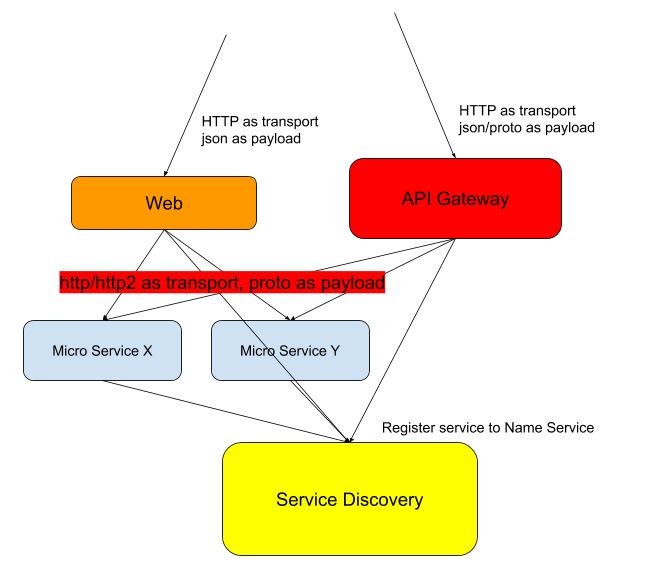 HTTP as transport
json as payload
HTTP as transport
json/proto as payload
Web
API Gateway
http/http2 as transport, proto as payload
Micro Service X
Micro Service Y
Register service to Name Service
Service Discovery